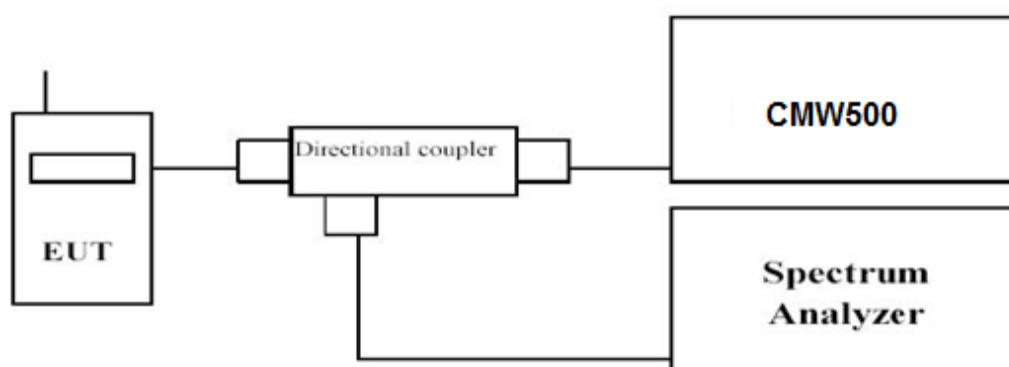 CMW500
Directional coupler
EUT
Spectrum
Analyzer